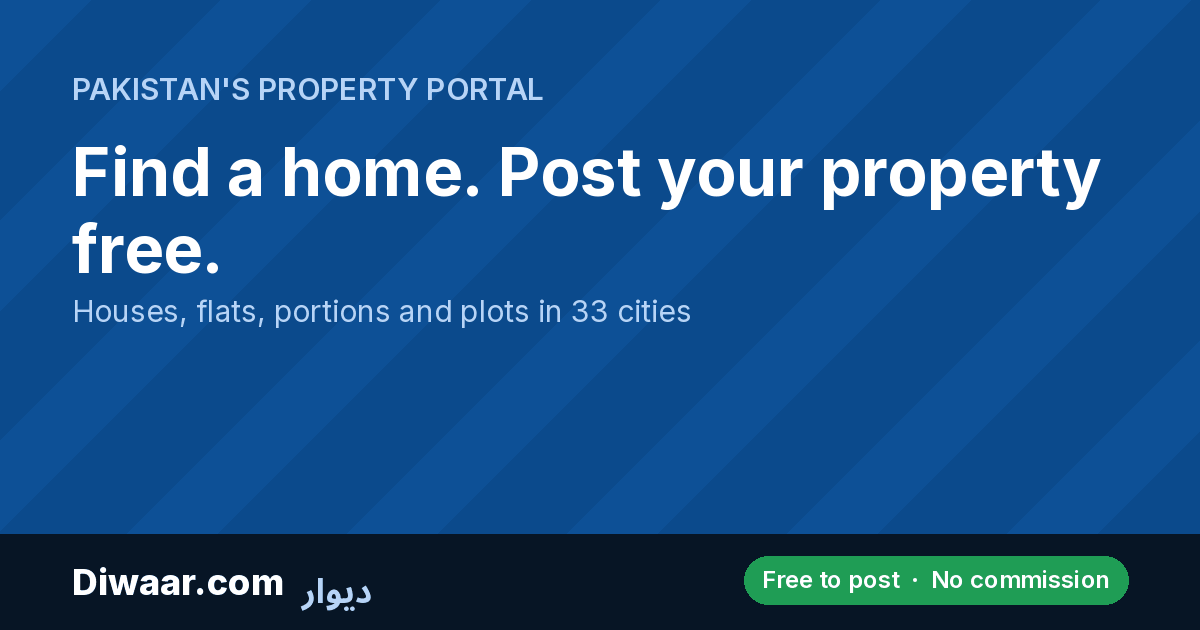 PAKISTAN'S PROPERTY PORTAL
Find a home. Post your property
free.
Houses, flats, portions and plots in 33 cities
Diwaar.com دیوار
Free to post · No commission